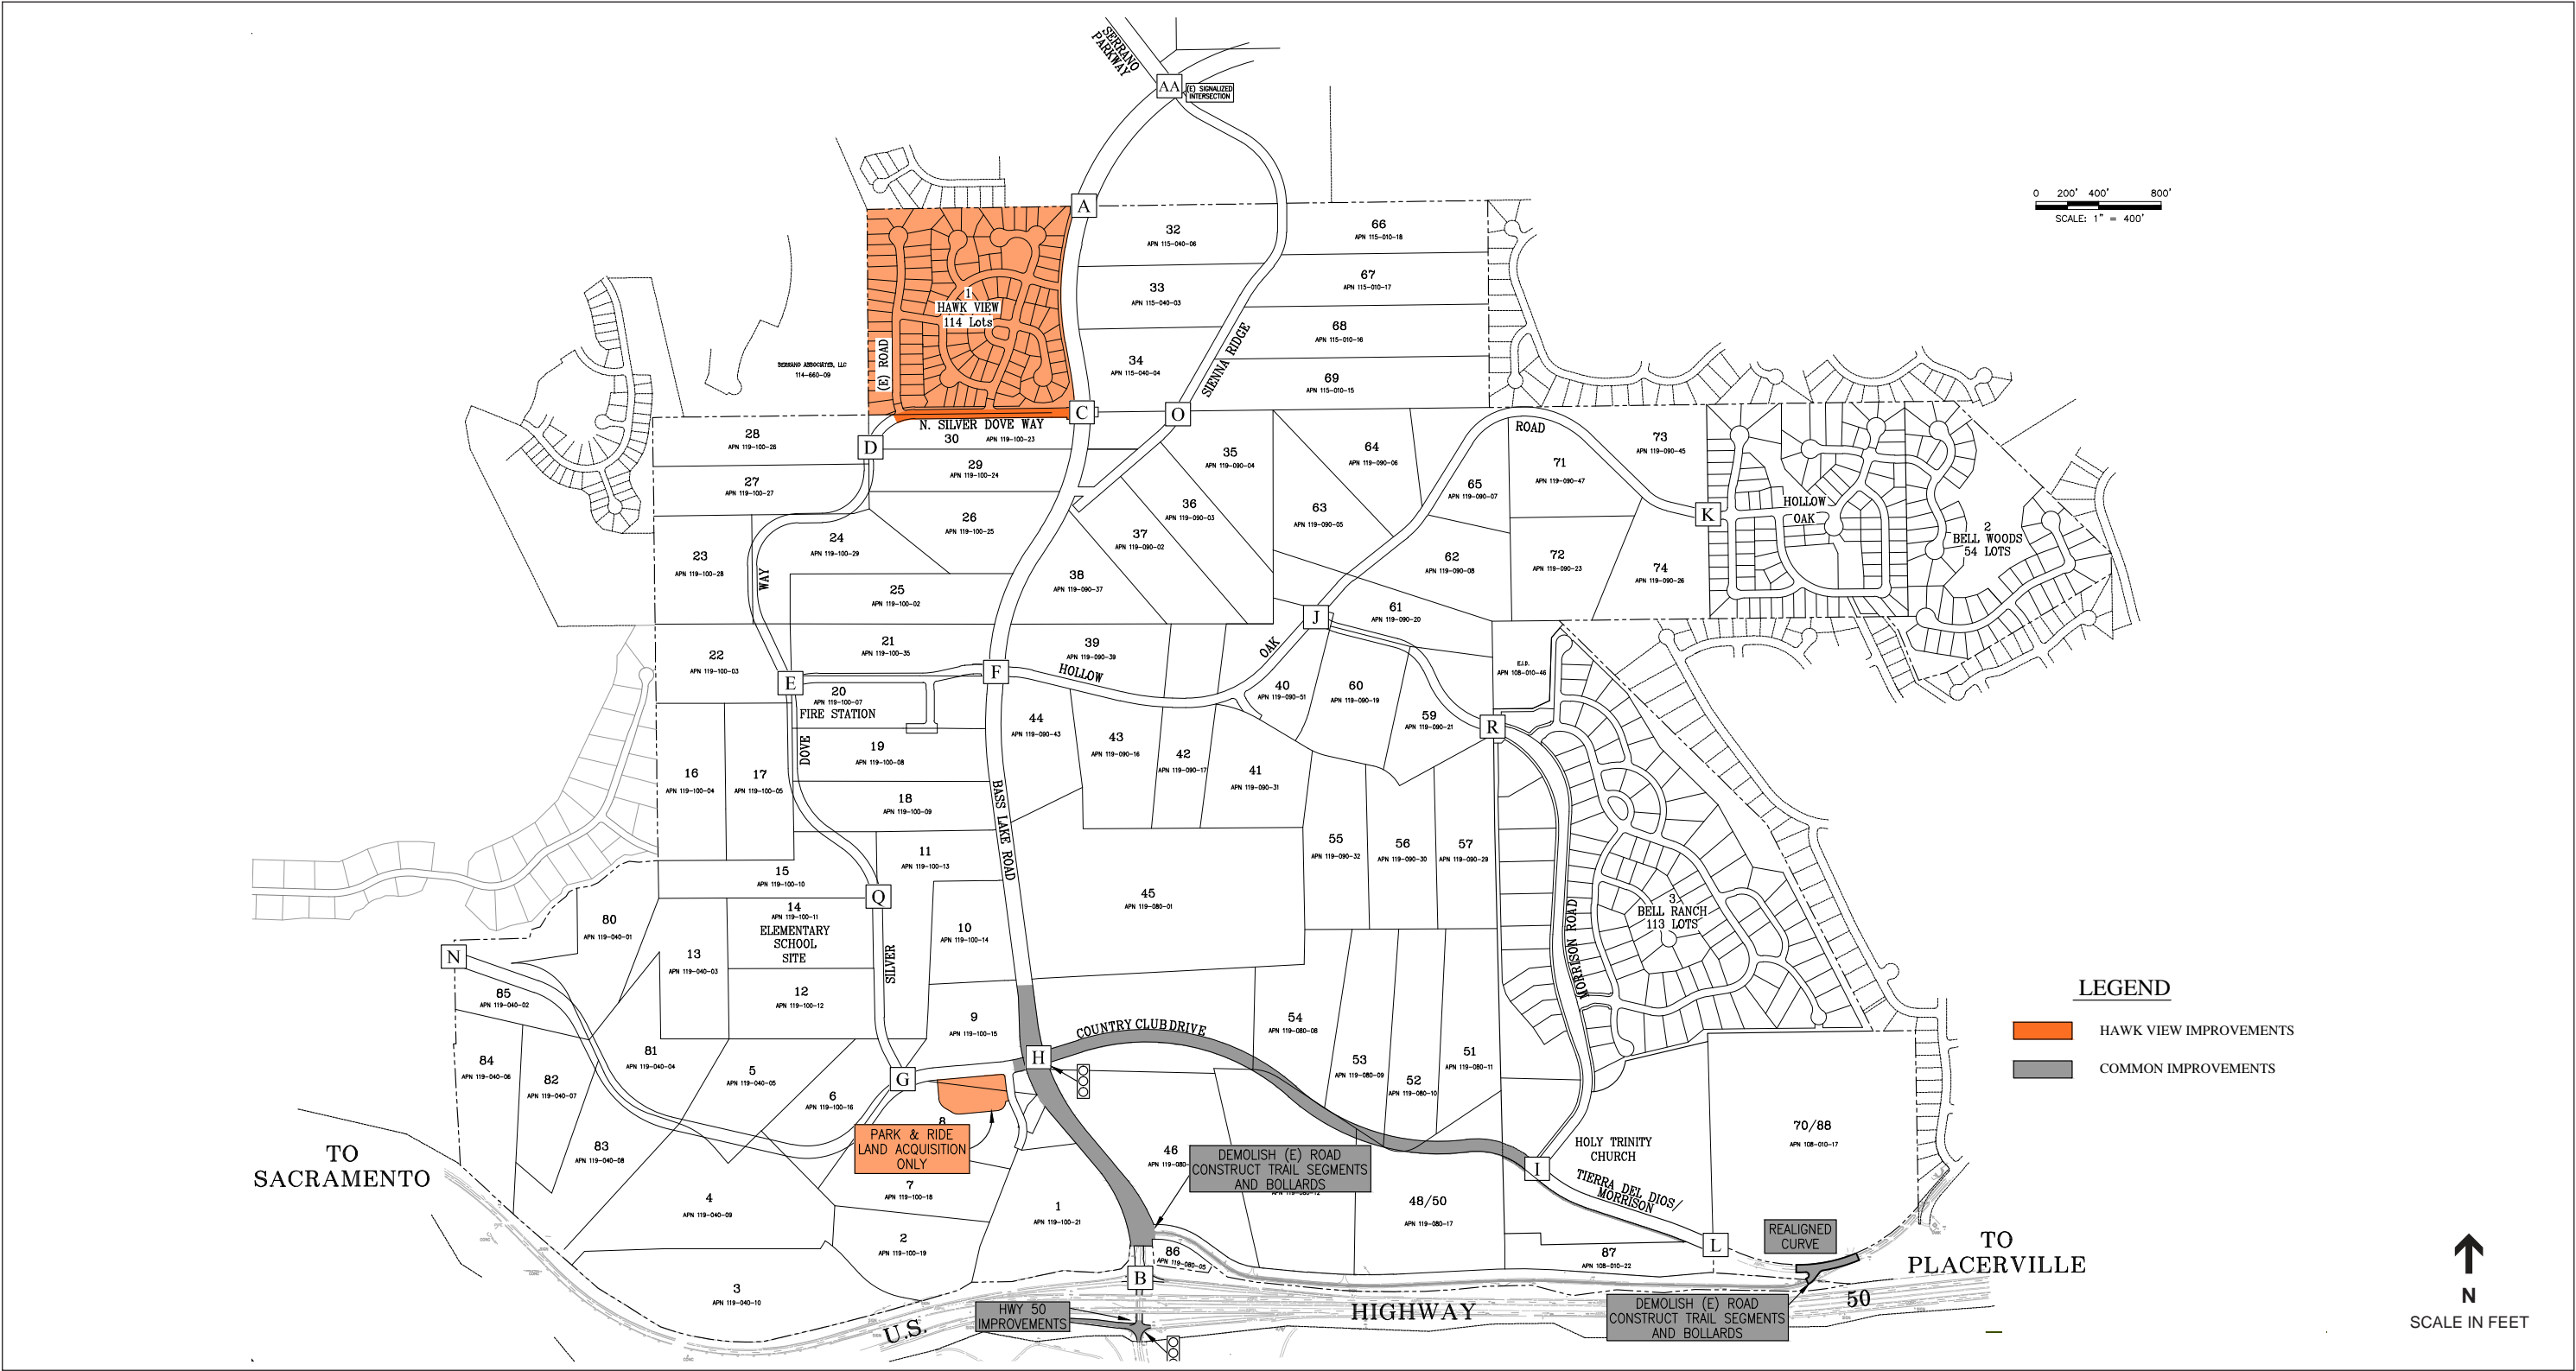 SERRANO
PARKWAY
AA
(E) SIGNALIZED
INTERSECTION
A
0 200' 400' 800'
SCALE: 1" = 400'
32
APN 115-040-06
66
APN 115-010-18
33
APN 115-040-03
67
APN 115-010-17
1
HAWK VIEW
114 Lots
(E) ROAD
SERRANO ASSOCIATES, LLC
114-660-09
34
APN 115-040-04
SIENNA RIDGE
68
APN 115-010-16
69
APN 115-010-15
C
O
N. SILVER DOVE WAY
30 APN 119-100-23
D
28
APN 119-100-26
29
APN 119-100-24
27
APN 119-100-27
35
APN 119-090-04
64
APN 119-090-06
ROAD
73
APN 119-090-45
71
APN 119-090-47
65
APN 119-090-07
36
APN 119-090-03
63
APN 119-090-05
K
HOLLOW
OAK
2
BELL WOODS
54 LOTS
26
APN 119-100-25
37
APN 119-090-02
24
APN 119-100-29
23
APN 119-100-28
WAY
62
APN 119-090-08
72
APN 119-090-23
74
APN 119-090-26
38
APN 119-090-37
25
APN 119-100-02
J
61
APN 119-090-20
21
APN 119-100-35
39
APN 119-090-39
OAK
HOLLOW
22
APN 119-100-03
E
F
E.I.D.
APN 108-010-46
20
APN 119-100-07
FIRE STATION
40
APN 119-090-51
60
APN 119-090-19
59
APN 119-090-21
R
44
APN 119-090-43
43
APN 119-090-16
42
APN 119-090-17
41
APN 119-090-31
DOVE
19
APN 119-100-08
16
APN 119-100-04
17
APN 119-100-05
18
APN 119-100-09
BASS LAKE ROAD
55
APN 119-090-32
56
APN 119-090-30
57
APN 119-090-29
11
APN 119-100-13
15
APN 119-100-10
Q
45
APN 119-080-01
3
BELL RANCH
113 LOTS
MORRISON ROAD
14
APN 119-100-11
ELEMENTARY
SCHOOL
SITE
80
APN 119-040-01
10
APN 119-100-14
N
13
APN 119-040-03
SILVER
12
APN 119-100-12
85
APN 119-040-02
9
APN 119-100-15
COUNTRY CLUB DRIVE
54
APN 119-080-08
LEGEND
HAWK VIEW IMPROVEMENTS
COMMON IMPROVEMENTS
H
G
84
APN 119-040-06
82
APN 119-040-07
81
APN 119-040-04
5
APN 119-040-05
6
APN 119-100-16
53
APN 119-080-09
52
APN 119-080-10
51
APN 119-080-11
8
PARK & RIDE
LAND ACQUISITION
ONLY
83
APN 119-040-08
46
APN 119-080-
DEMOLISH (E) ROAD
CONSTRUCT TRAIL SEGMENTS
AND BOLLARDS
HOLY TRINITY
CHURCH
70/88
APN 108-010-17
I
TIERRA DEL DIOS/
MORRISON
TO
SACRAMENTO
4
APN 119-040-09
7
APN 119-100-18
1
APN 119-100-21
48/50
APN 119-080-17
2
APN 119-100-19
86
APN 119-080-05
B
L
87
APN 108-010-22
REALIGNED
CURVE
TO
PLACERVILLE
3
APN 119-040-10
HWY 50
IMPROVEMENTS
U.S.
HIGHWAY
50
DEMOLISH (E) ROAD
CONSTRUCT TRAIL SEGMENTS
AND BOLLARDS
N
SCALE IN FEET